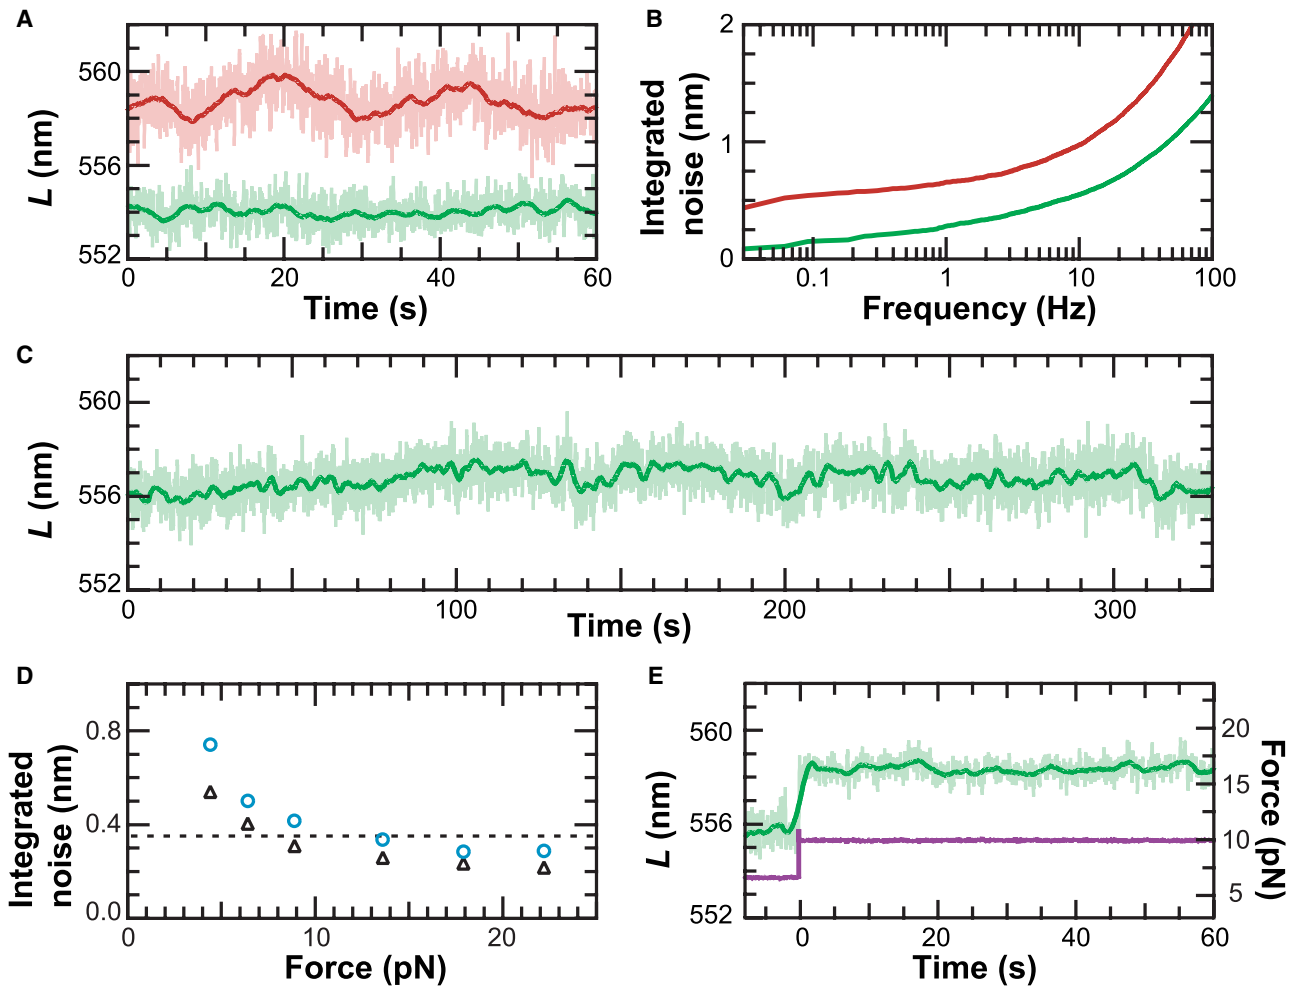 A
L (nm)
560
556
552
0 20 40 60
Time (s)
B
Integrated
noise (nm)
2
1
0
0.1 1 10 100
Frequency (Hz)
C
L (nm)
560
556
552
0 100 200 300
Time (s)
D
Integrated
noise (nm)
0.8
0.4
0.0
0 10 20
Force (pN)
E
L (nm)
560
556
552
0 20 40 60
Time (s)
20
15
10
5
Force (pN)